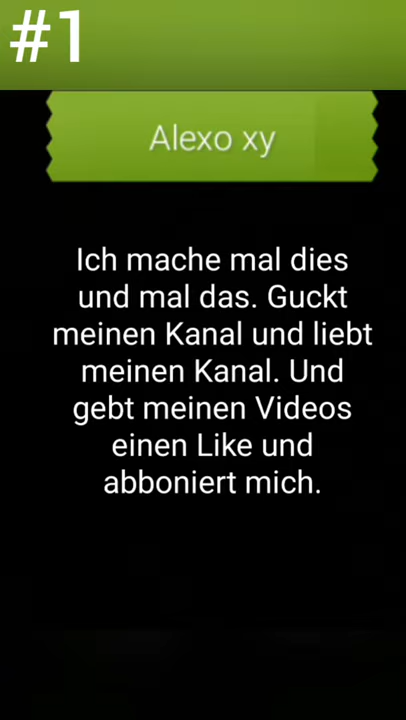 #1
Alexo xy
Ich mache mal dies
und mal das. Guckt
meinen Kanal und liebt
meinen Kanal. Und
gebt meinen Videos
einen Like und
abboniert mich.